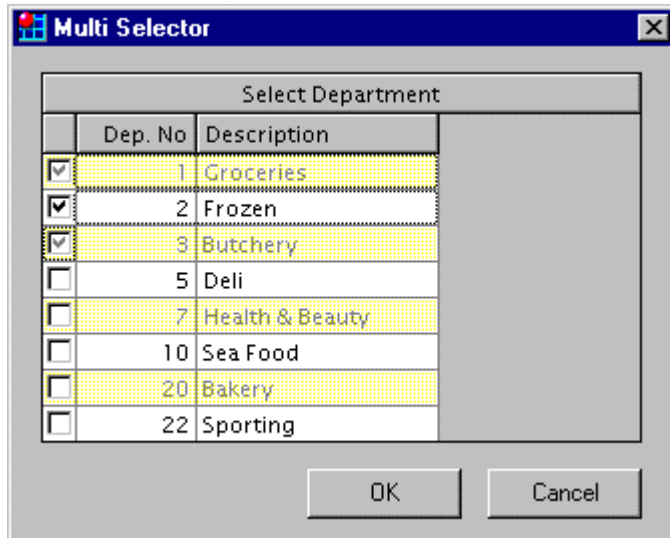 Multi Selector
Select Department
Dep. No Description
1 Groceries
2 Frozen
3 Butchery
5 Deli
7 Health & Beauty
10 Sea Food
20 Bakery
22 Sporting
OK Cancel